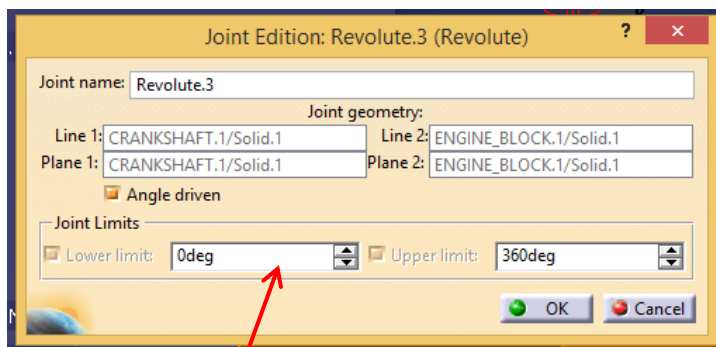 Joint Edition: Revolute.3 (Revolute) ? ×
Joint name: Revolute.3
Joint geometry:
Line 1: CRANKSHAFT.1/Solid.1 Line 2: ENGINE_BLOCK.1/Solid.1
Plane 1: CRANKSHAFT.1/Solid.1 Plane 2: ENGINE_BLOCK.1/Solid.1
Angle driven
Joint Limits
Lower limit: 0deg Upper limit: 360deg
OK Cancel